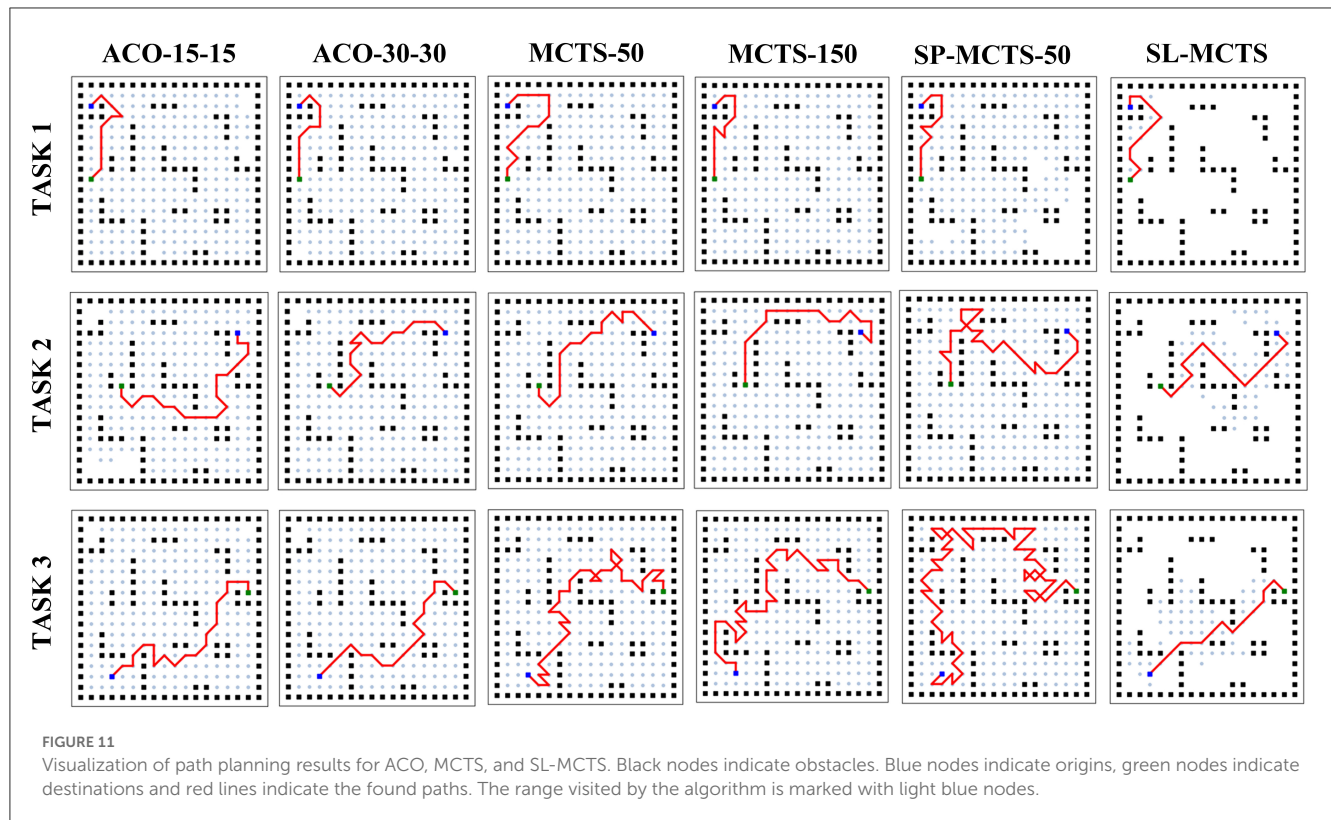 ACO-15-15 ACO-30-30 MCTS-50 MCTS-150 SP-MCTS-50 SL-MCTS
TASK 1
TASK 2
TASK 3
FIGURE 11
Visualization of path planning results for ACO, MCTS, and SL-MCTS. Black nodes indicate obstacles. Blue nodes indicate origins, green nodes indicate
destinations and red lines indicate the found paths. The range visited by the algorithm is marked with light blue nodes.